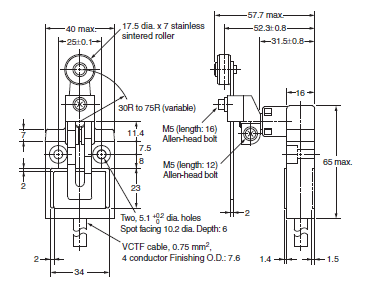 57.7 max.
40 max.
17.5 dia. x 7 stainless
sintered roller
52.3±0.8
25±0.1
31.5±0.8
16
30R to 75R (variable)
M5 (length: 16)
Allen-head bolt
11.4
7
7.5
8
M5 (length: 12)
Allen-head bolt
65 max.
2
23
2
Two, 5.1 +0.2 0 dia. holes
Spot facing 10.2 dia. Depth: 6
VCTF cable, 0.75 mm²,
4 conductor Finishing O.D.: 7.6
2
34
1.4
1.5